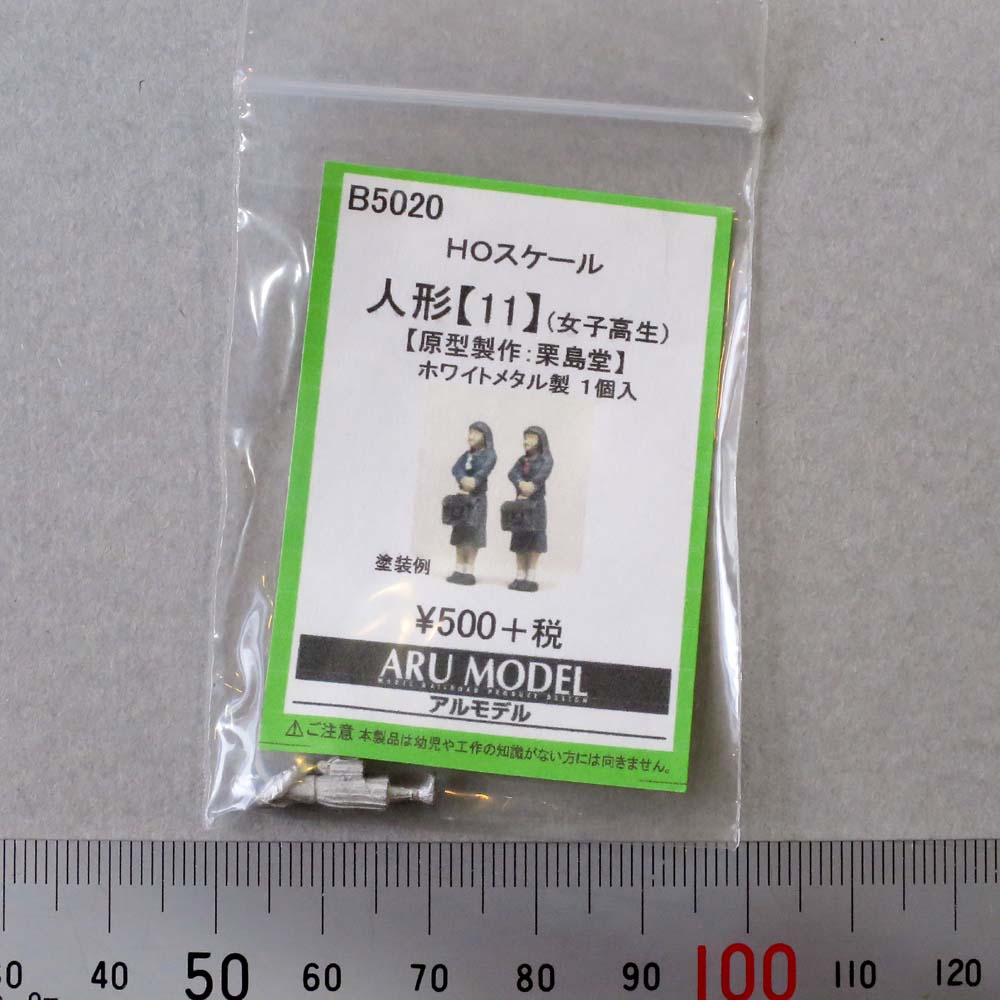 B5020
HOスケール
人形【11】（女子高生）
【原型製作：栗島堂】
ホワイトメタル製 1個入
塗装例
¥500＋税
ARU MODEL
MODEL RAILROAD PRODUCE DESIGN
アルモデル
⚠ご注意 本製品は幼児や工作の知識がない方には向きません。
40 50 60 70 80 90 100 110 120